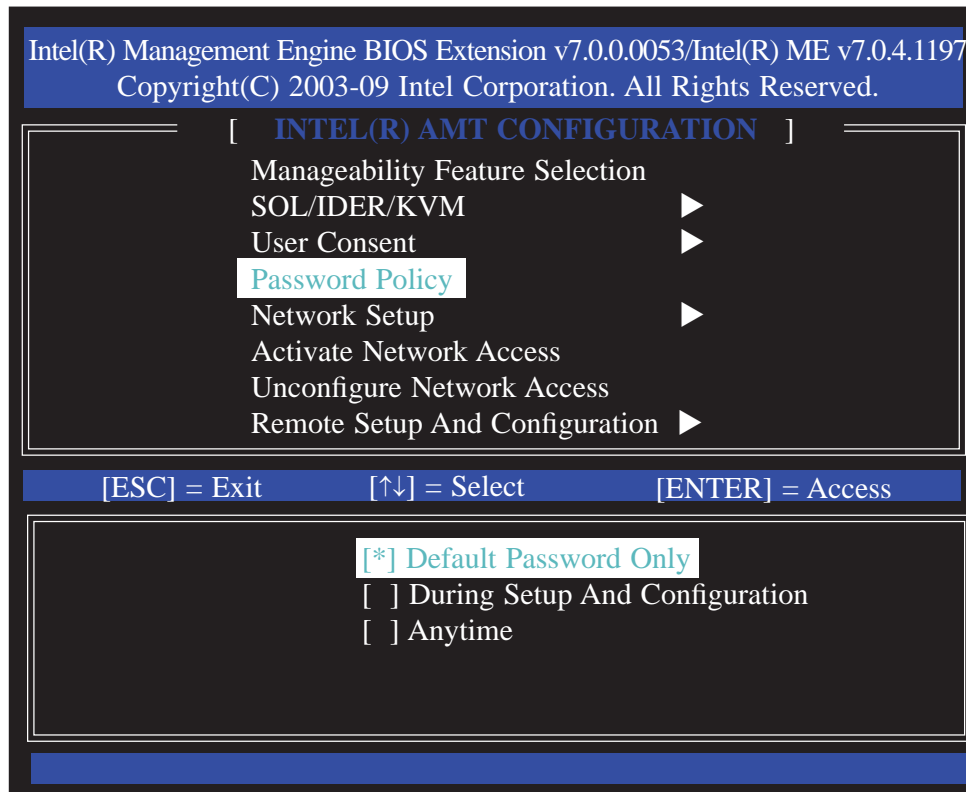 Intel(R) Management Engine BIOS Extension v7.0.0.0053/Intel(R) ME v7.0.4.1197
Copyright(C) 2003-09 Intel Corporation. All Rights Reserved.
[ INTEL(R) AMT CONFIGURATION ]
Manageability Feature Selection
SOL/IDER/KVM ▶
User Consent ▶
Password Policy
Network Setup ▶
Activate Network Access
Unconfigure Network Access
Remote Setup And Configuration ▶
[ESC] = Exit [↑↓] = Select [ENTER] = Access
[*] Default Password Only
[ ] During Setup And Configuration
[ ] Anytime